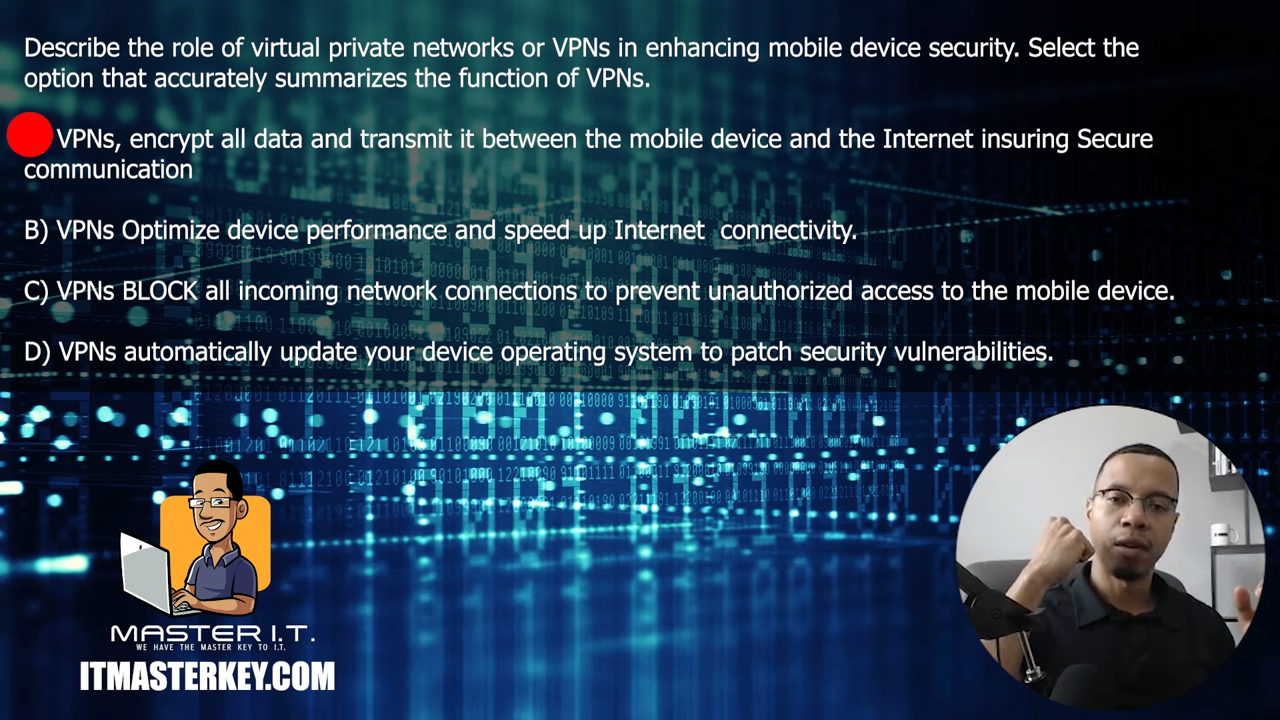 Describe the role of virtual private networks or VPNs in enhancing mobile device security. Select the
option that accurately summarizes the function of VPNs.
VPNs, encrypt all data and transmit it between the mobile device and the Internet insuring Secure
communication
B) VPNs Optimize device performance and speed up Internet  connectivity.
C) VPNs BLOCK all incoming network connections to prevent unauthorized access to the mobile device.
D) VPNs automatically update your device operating system to patch security vulnerabilities.
MASTER I.T.
WE HAVE THE MASTER KEY TO I.T.
ITMASTERKEY.COM